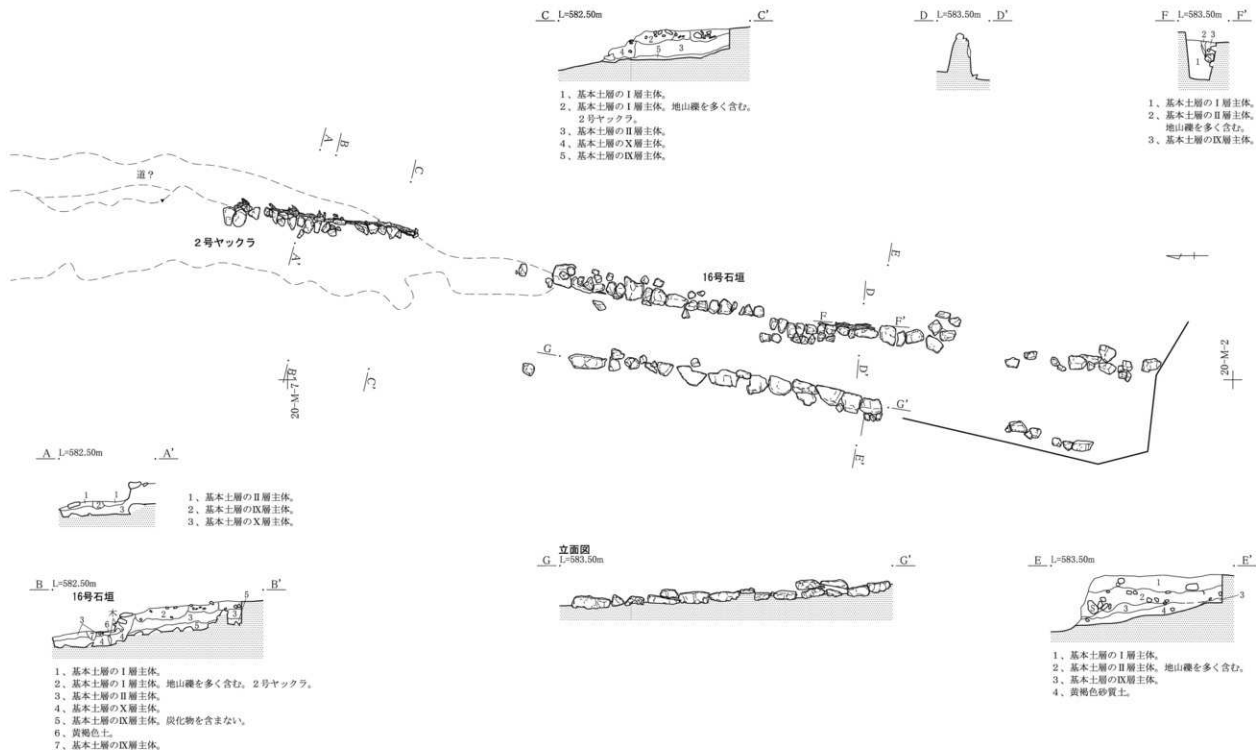 C L=582.50m C'
1、基本土層のⅠ層主体。
2、基本土層のⅠ層主体。地山礫を多く含む。
2号ヤックラ。
3、基本土層のⅡ層主体。
4、基本土層のⅩ層主体。
5、基本土層のⅨ層主体。
D L=583.50m D'
F L=583.50m F'
1、基本土層のⅠ層主体。
2、基本土層のⅡ層主体。
地山礫を多く含む。
3、基本土層のⅨ層主体。
A
B
C
道?
2号ヤックラ
A'
B'
C'
20-M-7
16号石垣
E
D
F F'
G
D'
G'
E'
20-M-2
A L=582.50m A'
1、基本土層のⅡ層主体。
2、基本土層のⅨ層主体。
3、基本土層のⅩ層主体。
B L=582.50m B'
16号石垣
木
1、基本土層のⅠ層主体。
2、基本土層のⅠ層主体。地山礫を多く含む。2号ヤックラ。
3、基本土層のⅡ層主体。
4、基本土層のⅩ層主体。
5、基本土層のⅨ層主体。炭化物を含まない。
6、黄褐色土。
7、基本土層のⅨ層主体。
立面図
G L=583.50m G'
E L=583.50m E'
1、基本土層のⅠ層主体。
2、基本土層のⅡ層主体。地山礫を多く含む。
3、基本土層のⅨ層主体。
4、黄褐色砂質土。